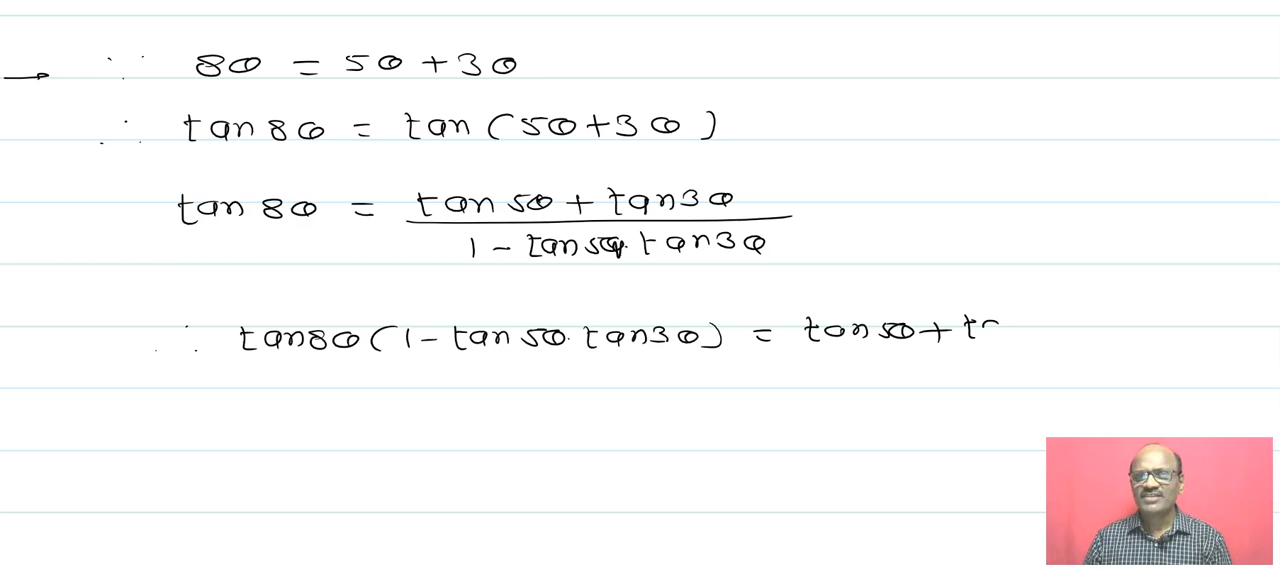 ∵ 8θ = 5θ + 3θ
∴ tan 8θ = tan (5θ + 3θ)
tan 8θ = tan 5θ + tan 3θ / 1 - tan 5θ. tan 3θ
∴ tan 8θ (1 - tan 5θ. tan 3θ) = tan 5θ +